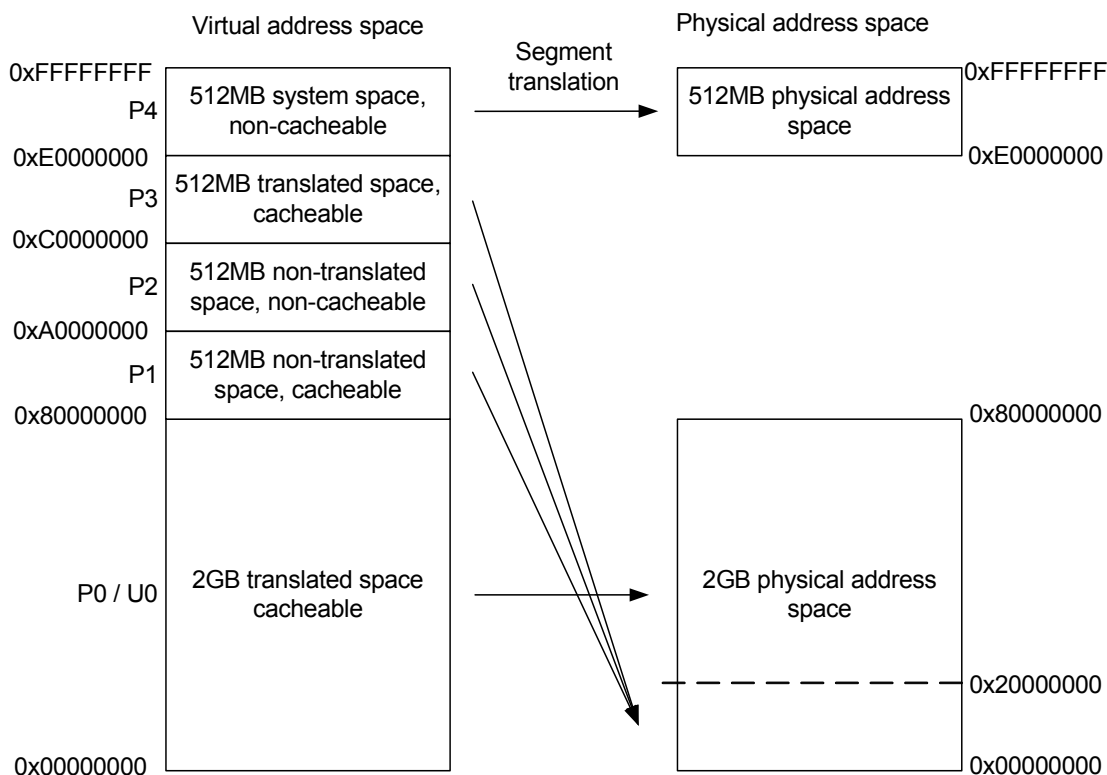 Virtual address space
Physical address space
Segment
translation
0xFFFFFFFF
P4
512MB system space,
non-cacheable
0xE0000000
P3
512MB translated space,
cacheable
0xC0000000
P2
512MB non-translated
space, non-cacheable
0xA0000000
P1
512MB non-translated
space, cacheable
0x80000000
P0 / U0
2GB translated space
cacheable
0x00000000
0xFFFFFFFF
512MB physical address
space
0xE0000000
0x80000000
2GB physical address
space
0x20000000
0x00000000